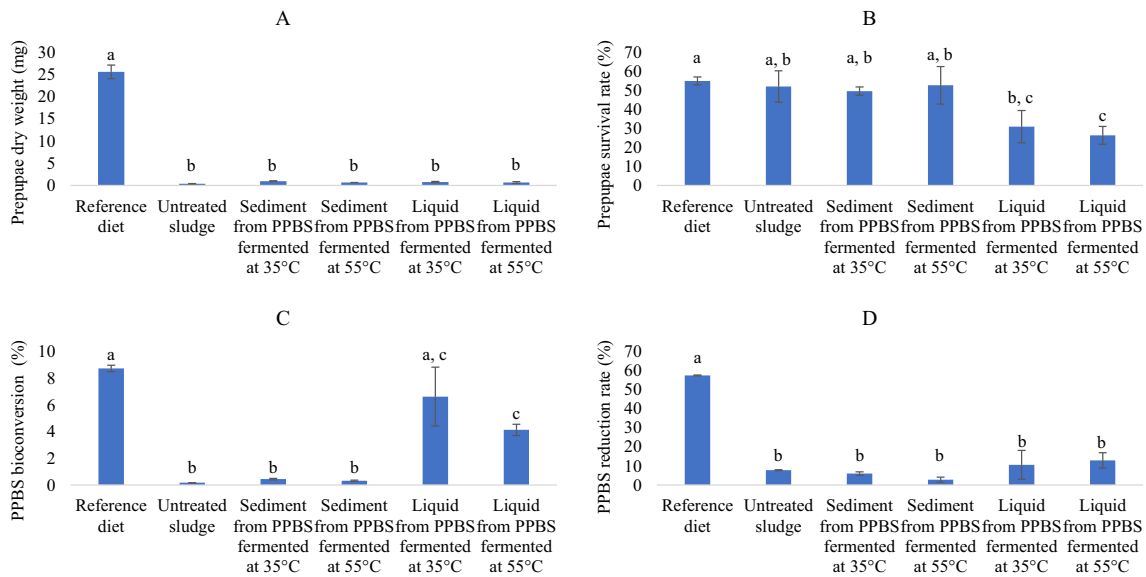 A
Prepupae dry weight (mg)
30
25
20
15
10
5
0
a
b
b
b
b
b
Reference diet
Untreated sludge
Sediment from PPBS fermented at 35°C
Sediment from PPBS fermented at 55°C
Liquid from PPBS fermented at 35°C
Liquid from PPBS fermented at 55°C
B
Prepupae survival rate (%)
70
60
50
40
30
20
10
0
a
a, b
a, b
a, b
b, c
c
Reference diet
Untreated sludge
Sediment from PPBS fermented at 35°C
Sediment from PPBS fermented at 55°C
Liquid from PPBS fermented at 35°C
Liquid from PPBS fermented at 55°C
C
PPBS bioconversion (%)
10
8
6
4
2
0
a
b
b
b
a, c
c
Reference diet
Untreated sludge
Sediment from PPBS fermented at 35°C
Sediment from PPBS fermented at 55°C
Liquid from PPBS fermented at 35°C
Liquid from PPBS fermented at 55°C
D
PPBS reduction rate (%)
70
60
50
40
30
20
10
0
a
b
b
b
b
b
Reference diet
Untreated sludge
Sediment from PPBS fermented at 35°C
Sediment from PPBS fermented at 55°C
Liquid from PPBS fermented at 35°C
Liquid from PPBS fermented at 55°C